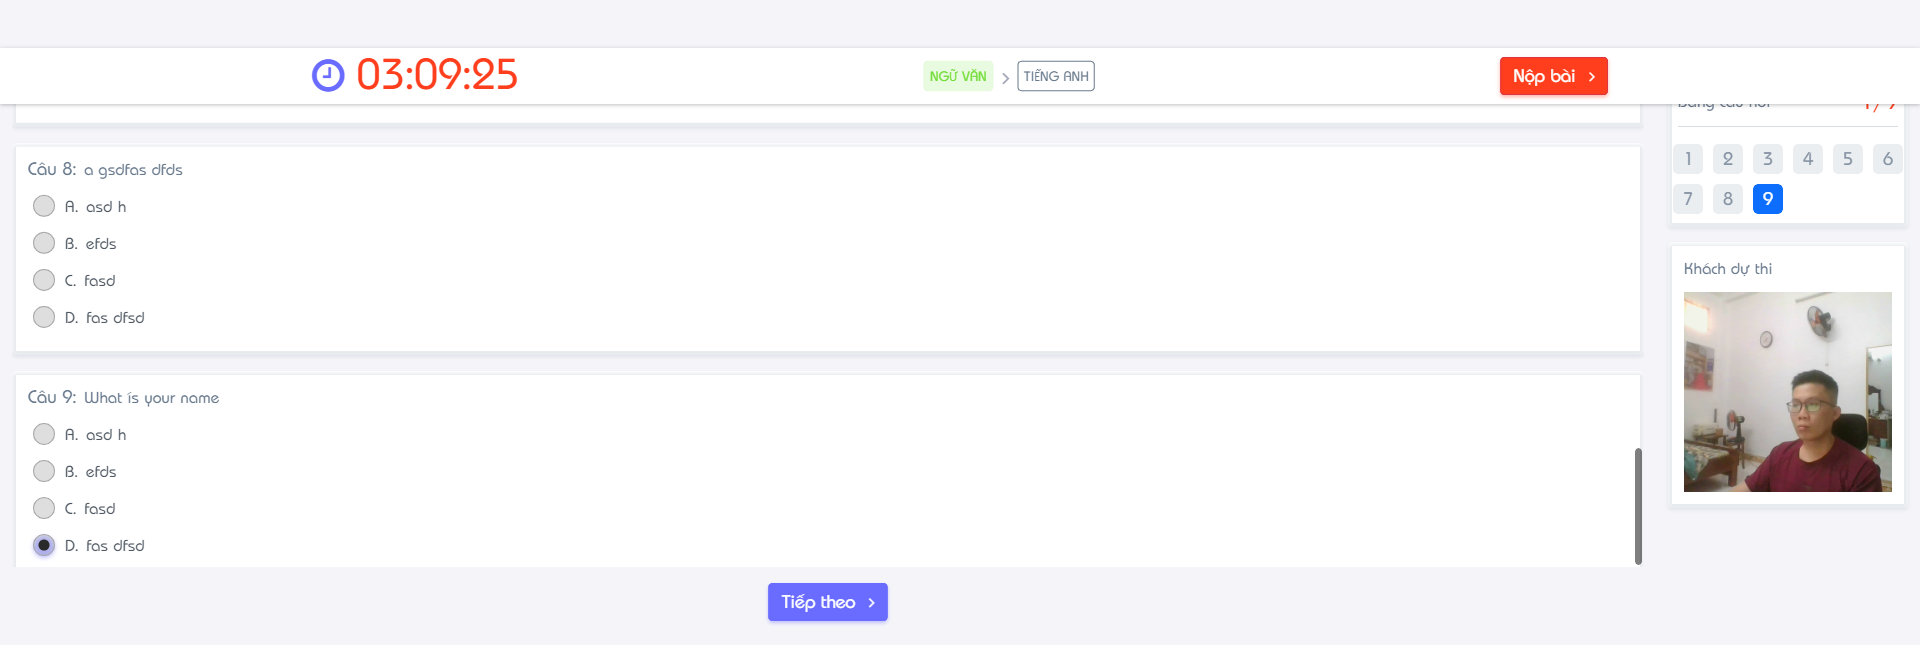 03:09:25
NGỮ VĂN > TIẾNG ANH
Nộp bài >
Câu 8: a gsdfas dfds
A. asd h
B. efds
C. fasd
D. fas dfsd
Câu 9: What ís your name
A. asd h
B. efds
C. fasd
D. fas dfsd
Tiếp theo >
1 2 3 4 5 6
7 8 9
Khách dự thi